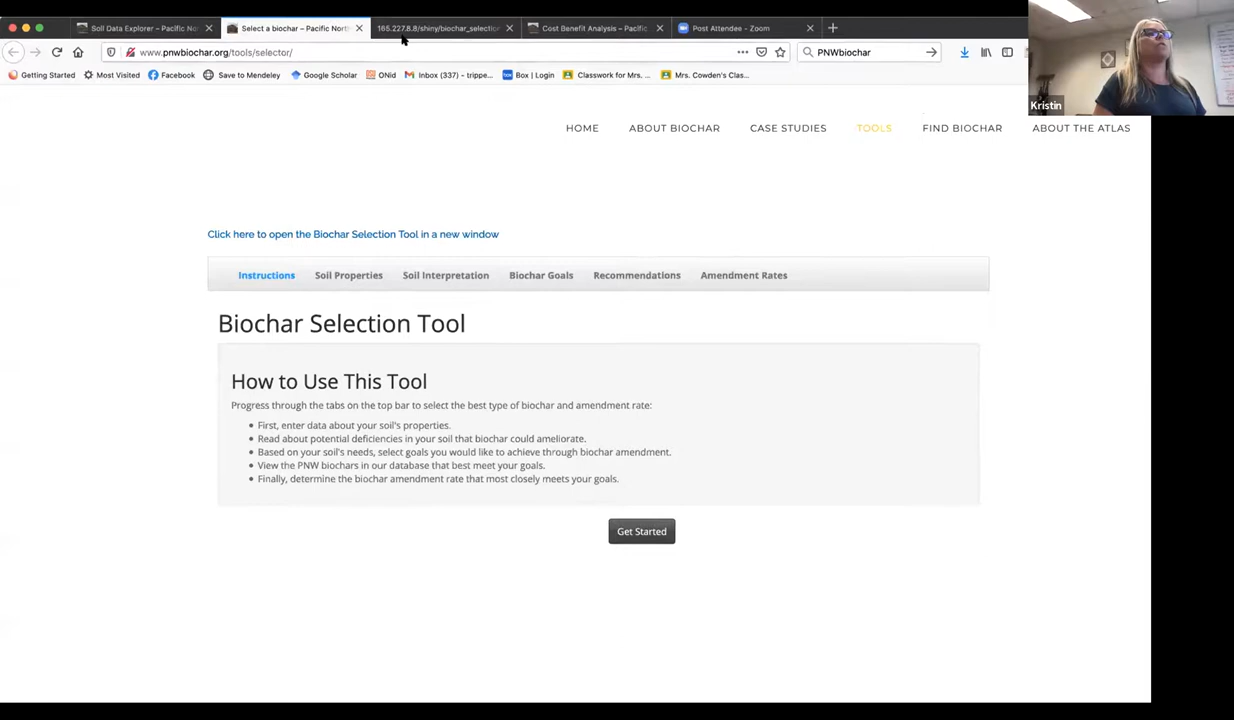 Soil Data Explorer – Pacific No
Select a biochar – Pacific North
165.227.8.8/shiny/biochar_selection
Cost Benefit Analysis – Pacific
Post Attendee - Zoom
www.pnwbiochar.org/tools/selector/
PNWbiochar
Getting Started
Most Visited
Facebook
Save to Mendeley
Google Scholar
ONid
Inbox (337) - trippe...
Box | Login
Classwork for Mrs. ...
Mrs. Cowden's Clas...
Kristin
HOME
ABOUT BIOCHAR
CASE STUDIES
TOOLS
FIND BIOCHAR
ABOUT THE ATLAS
Click here to open the Biochar Selection Tool in a new window
Instructions
Soil Properties
Soil Interpretation
Biochar Goals
Recommendations
Amendment Rates
Biochar Selection Tool
How to Use This Tool
Progress through the tabs on the top bar to select the best type of biochar and amendment rate:
• First, enter data about your soil's properties.
• Read about potential deficiencies in your soil that biochar could ameliorate.
• Based on your soil's needs, select goals you would like to achieve through biochar amendment.
• View the PNW biochars in our database that best meet your goals.
• Finally, determine the biochar amendment rate that most closely meets your goals.
Get Started